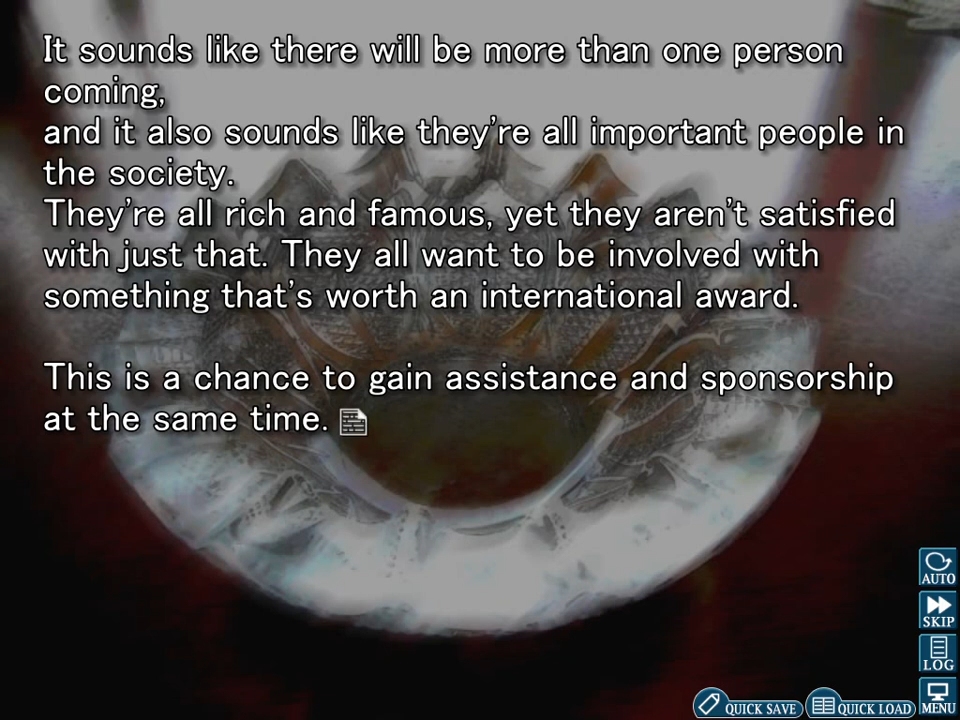 It sounds like there will be more than one person
coming,
and it also sounds like they're all important people in
the society.
They're all rich and famous, yet they aren't satisfied
with just that. They all want to be involved with
something that's worth an international award.
This is a chance to gain assistance and sponsorship
at the same time.
AUTO
SKIP
LOG
MENU
QUICK SAVE
QUICK LOAD